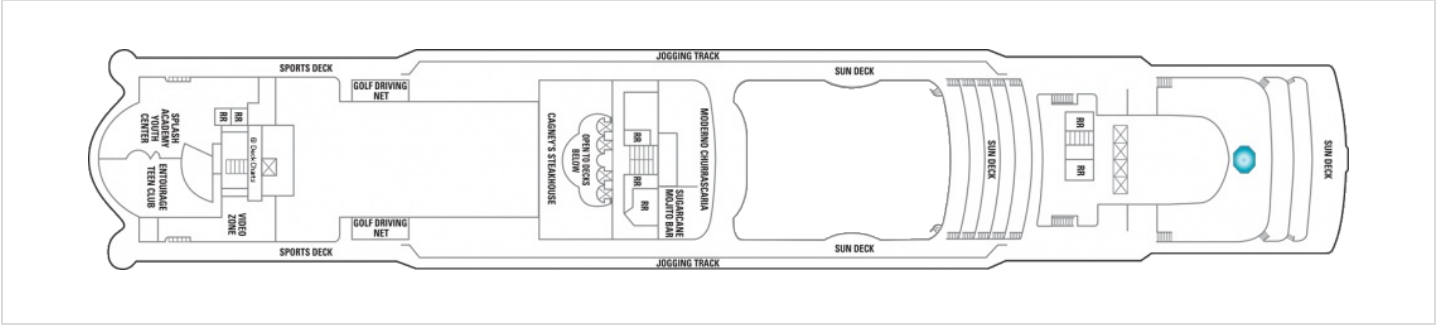 JOGGING TRACK
SPORTS DECK
SUN DECK
GOLF DRIVING
NET
SPLASH
ACADEMY
YOUTH
CENTER
RR
RR
© Deck Charts
ENTOURAGE
TEEN CLUB
VIDEO
ZONE
CAGNEY'S STEAKHOUSE
OPEN TO DECKS
BELOW
RR
RR
RR
MODERNO CHURRASCARIA
SUGARCANE
MOJITO BAR
SUN DECK
RR
RR
SUN DECK
GOLF DRIVING
NET
SPORTS DECK
SUN DECK
JOGGING TRACK